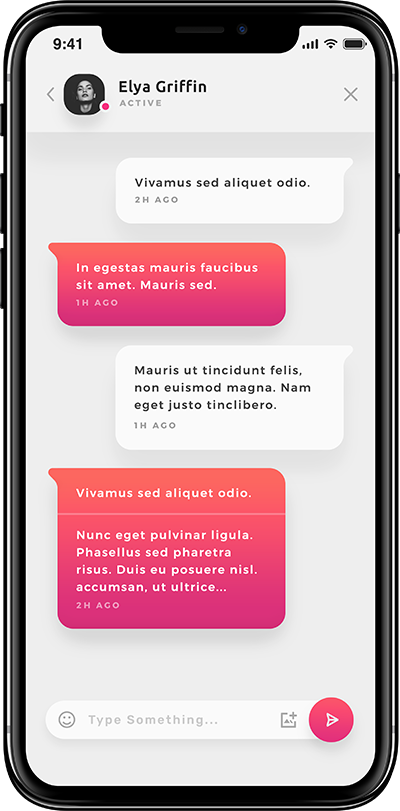 9:41
Elya Griffin
ACTIVE
Vivamus sed aliquet odio.
2H AGO
In egestas mauris faucibus
sit amet. Mauris sed.
1H AGO
Mauris ut tincidunt felis,
non euismod magna. Nam
eget justo tinclibero.
1H AGO
Vivamus sed aliquet odio.
Nunc eget pulvinar ligula.
Phasellus sed pharetra
risus. Duis eu posuere nisl.
accumsan, ut ultrice...
2H AGO
Type Something...